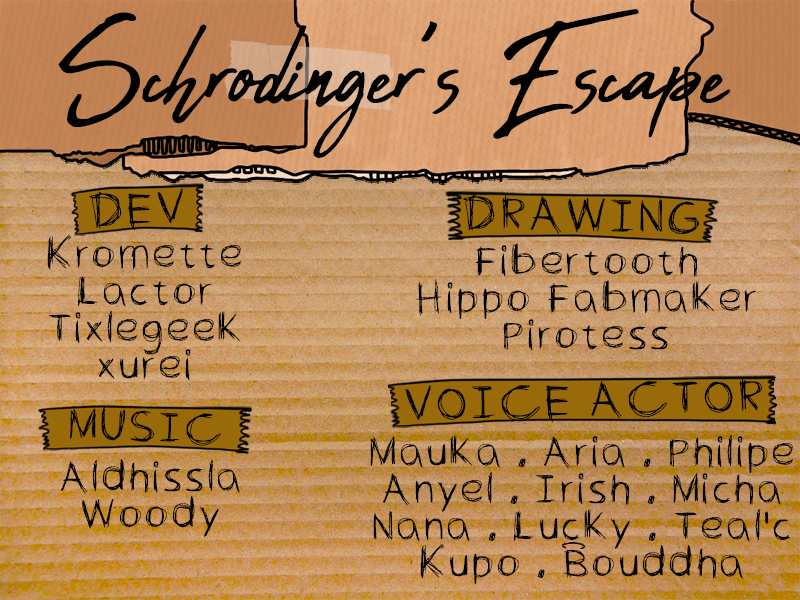 Schrodinger's Escape
DEV
Kromette
Lactor
Tixlegeek
xurei
MUSIC
Aldhissla
Woody
DRAWING
Fibertooth
Hippo Fabmaker
Pirotess
VOICE ACTOR
Mauka . Aria . Philipe
Anyel . Irish . Micha
Nana . Lucky . Teal'c
Kupo . Bouddha